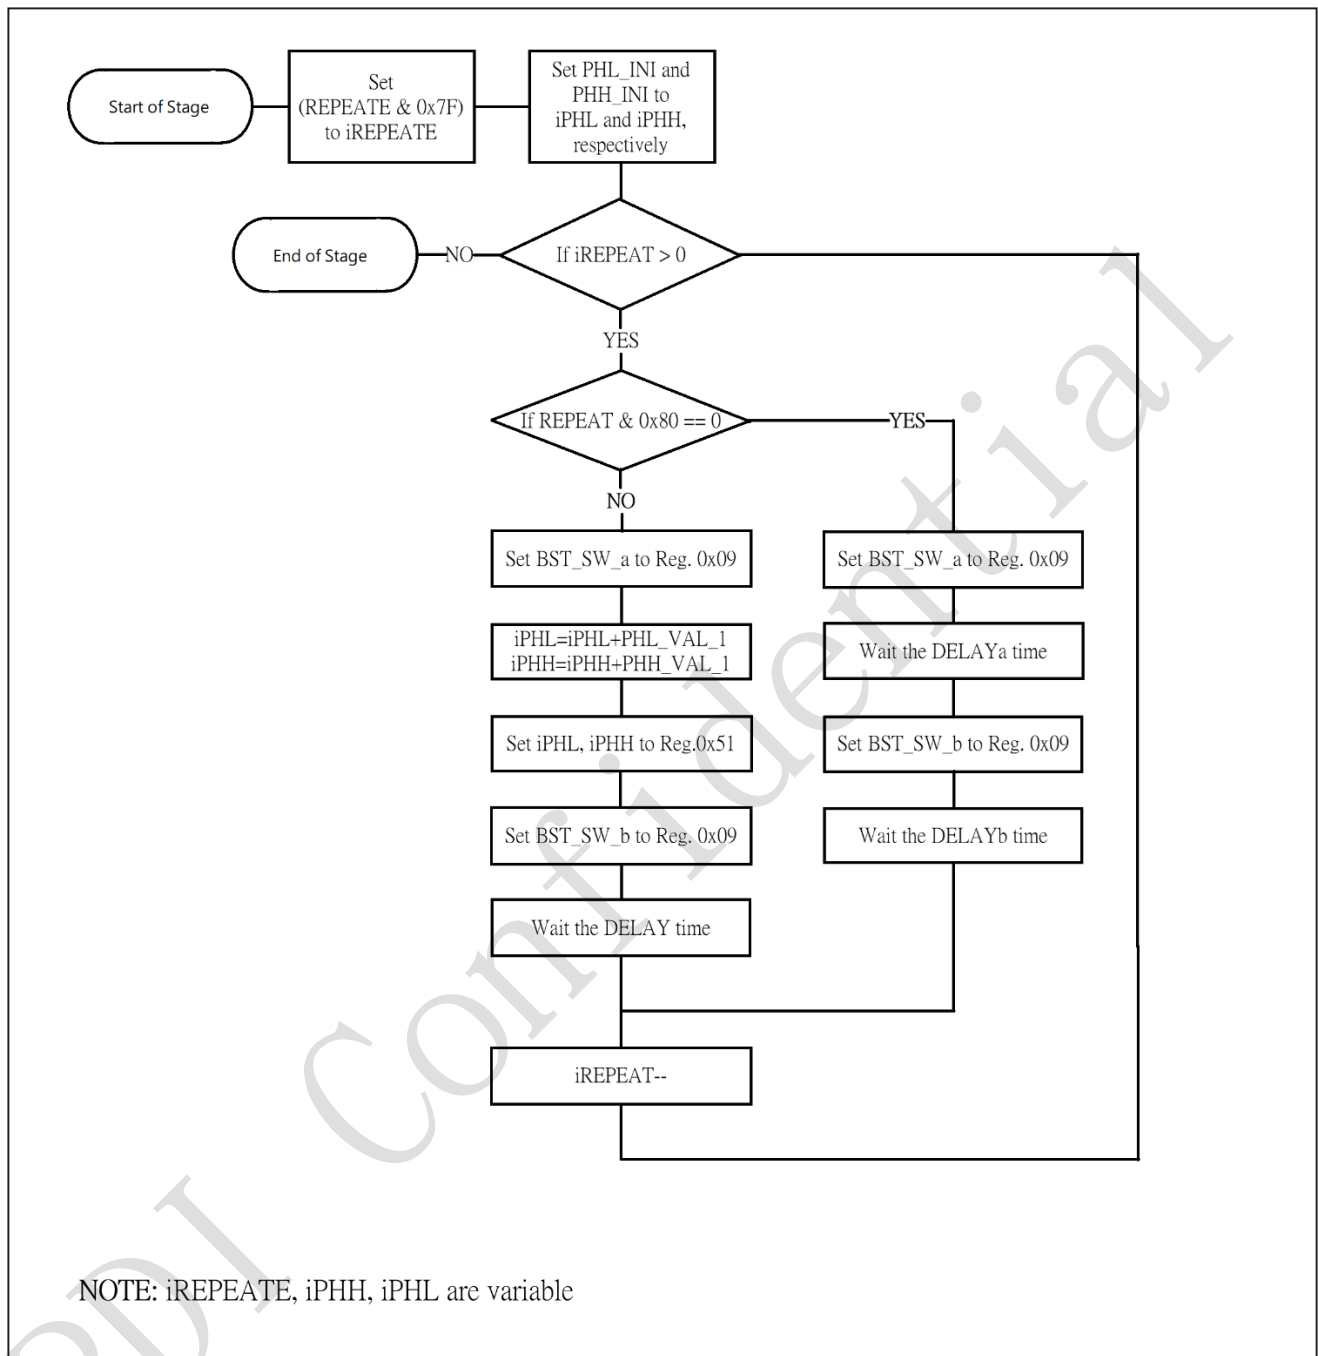 Start of Stage
Set
(REPEATE & 0x7F)
to iREPEATE
Set PHL_INI and
PHH_INI to
iPHL and iPHH,
respectively
End of Stage
NO
If iREPEAT > 0
YES
If REPEAT & 0x80 == 0
YES
NO
Set BST_SW_a to Reg. 0x09
Set BST_SW_a to Reg. 0x09
iPHL=iPHL+PHL_VAL_1
iPHH=iPHH+PHH_VAL_1
Wait the DELAYa time
Set iPHL, iPHH to Reg.0x51
Set BST_SW_b to Reg. 0x09
Set BST_SW_b to Reg. 0x09
Wait the DELAYb time
Wait the DELAY time
iREPEAT--
NOTE: iREPEATE, iPHH, iPHL are variable
PDI Confidential